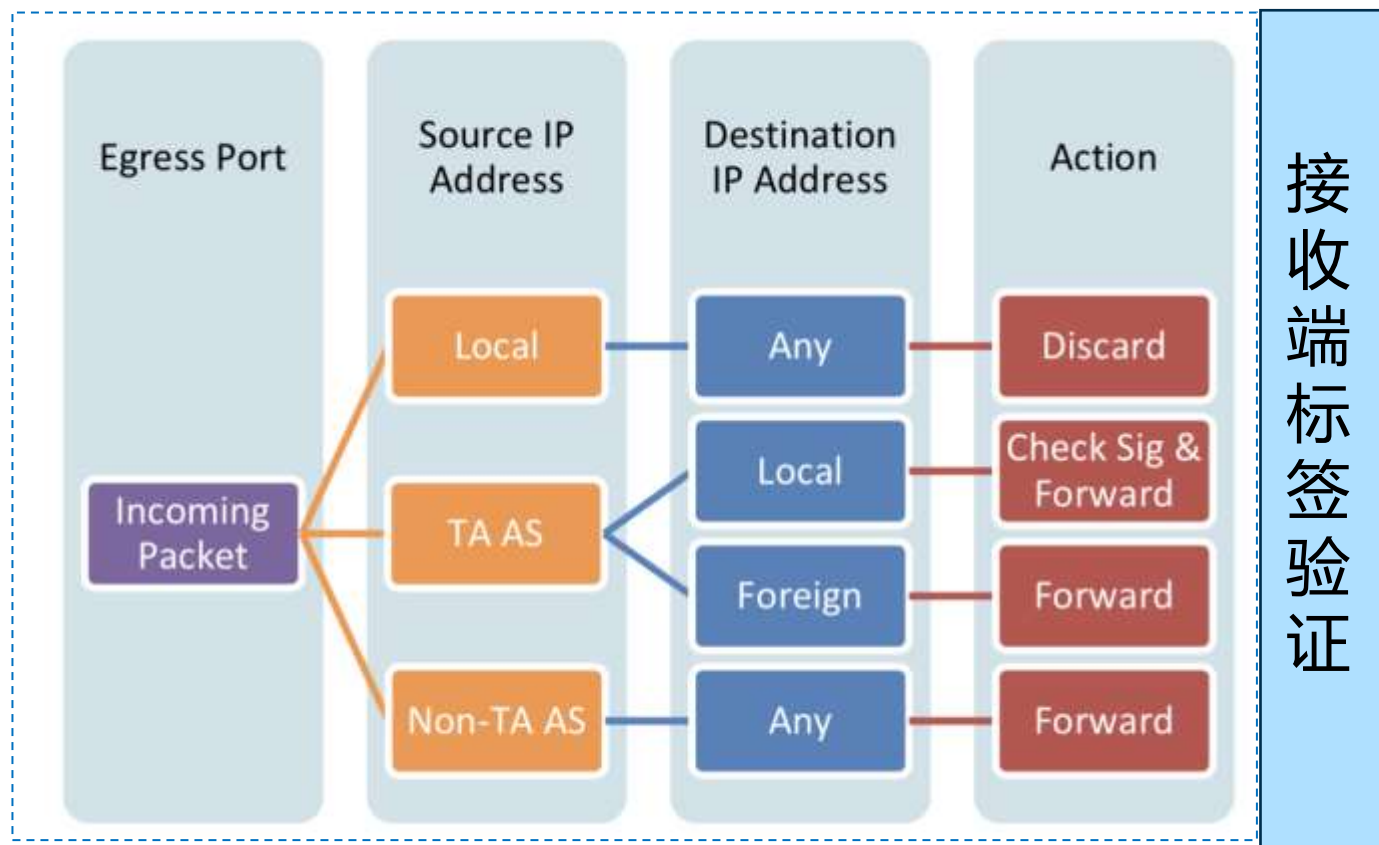 Egress Port
Source IP
Address
Destination
IP Address
Action
Incoming
Packet
Local
Any
Discard
TA AS
Local
Check Sig &
Forward
Foreign
Forward
Non-TA AS
Any
Forward
接收端标签验证